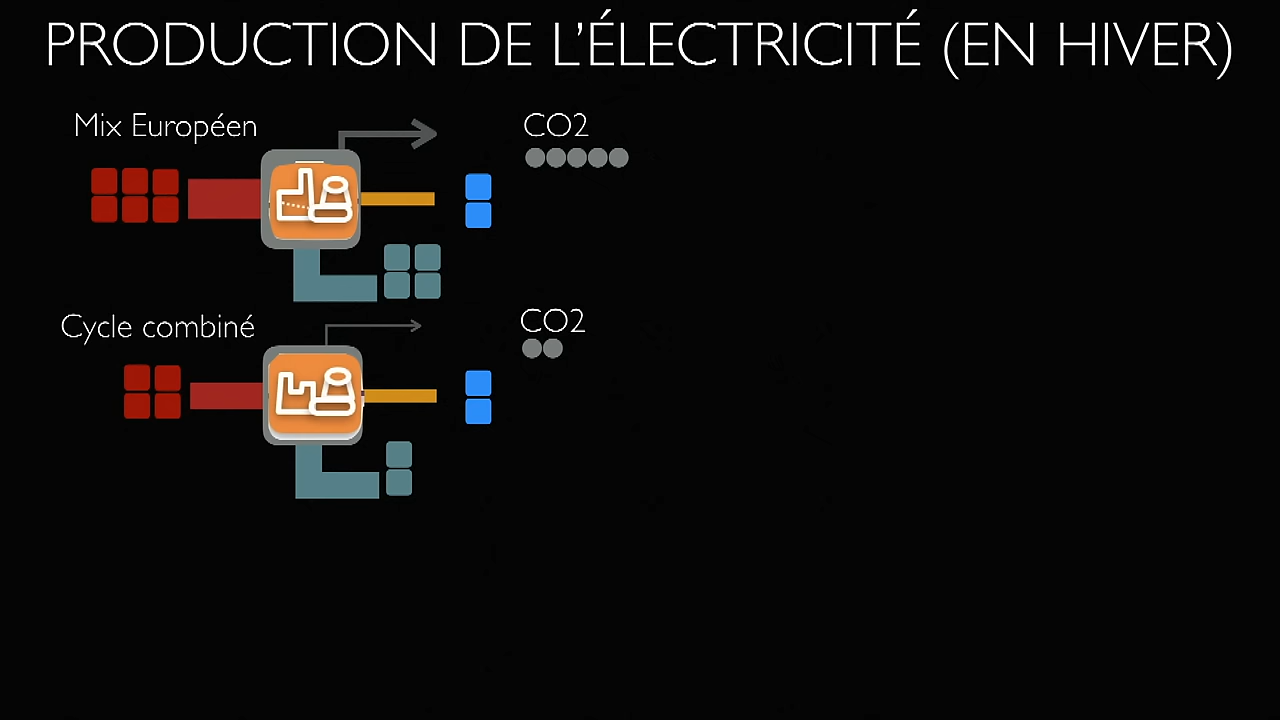 PRODUCTION DE L’ÉLECTRICITÉ (EN HIVER)
Mix Européen
CO2
Cycle combiné
CO2